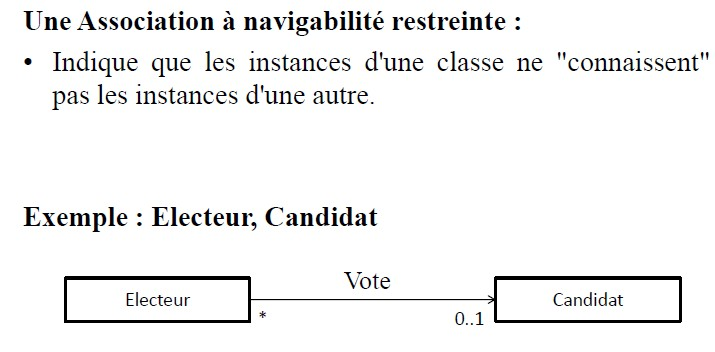 Une Association à navigabilité restreinte :
• Indique que les instances d'une classe ne "connaissent"
pas les instances d'une autre.
Exemple : Electeur, Candidat
Vote
Electeur
Candidat
*
0..1